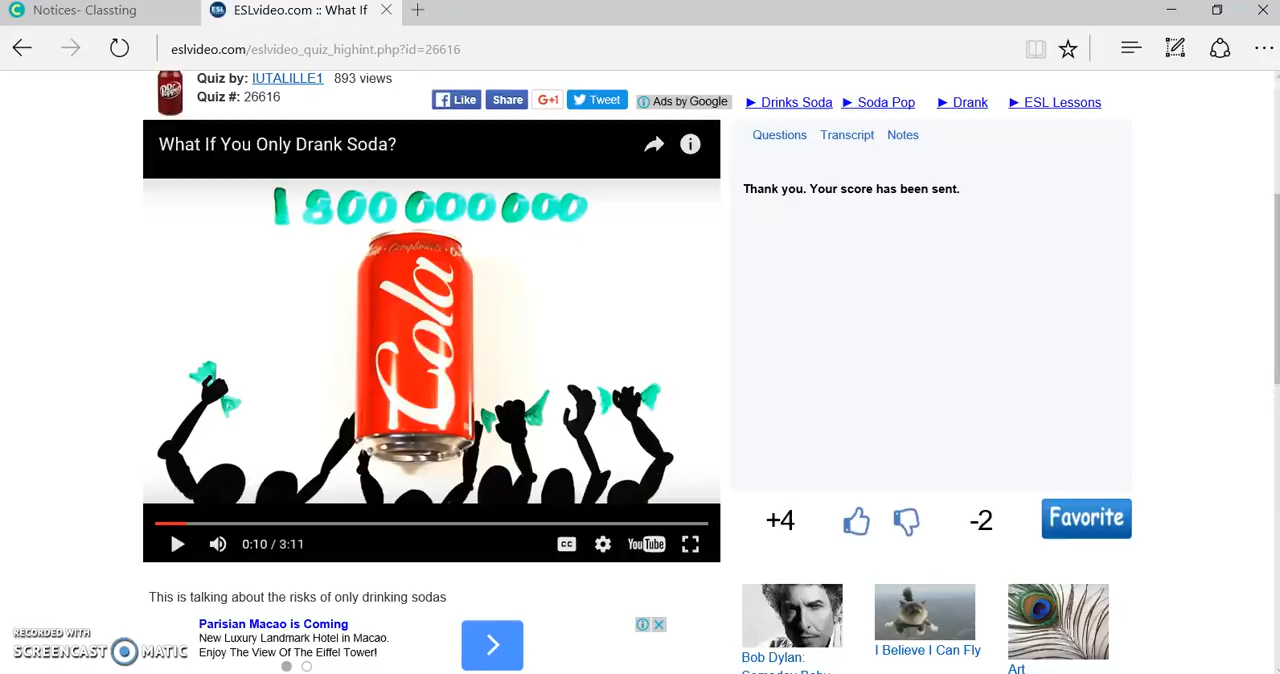 Notices- Classting
ESL ESLvideo.com :: What If
eslvideo.com/eslvideo_quiz_highint.php?id=26616
Quiz by: IUTALILLE1 893 views
Quiz #: 26616
Like Share G+1 Tweet Ads by Google ► Drinks Soda ► Soda Pop ► Drank ► ESL Lessons
What If You Only Drank Soda?
Questions Transcript Notes
Thank you. Your score has been sent.
1 800 000 000
Compliments
Cola
+4 -2 Favorite
0:10 / 3:11 CC YouTube
This is talking about the risks of only drinking sodas
Parisian Macao is Coming
New Luxury Landmark Hotel in Macao.
Enjoy The View Of The Eiffel Tower!
RECORDED WITH
SCREENCAST MATIC
Bob Dylan:
I Believe I Can Fly
Art